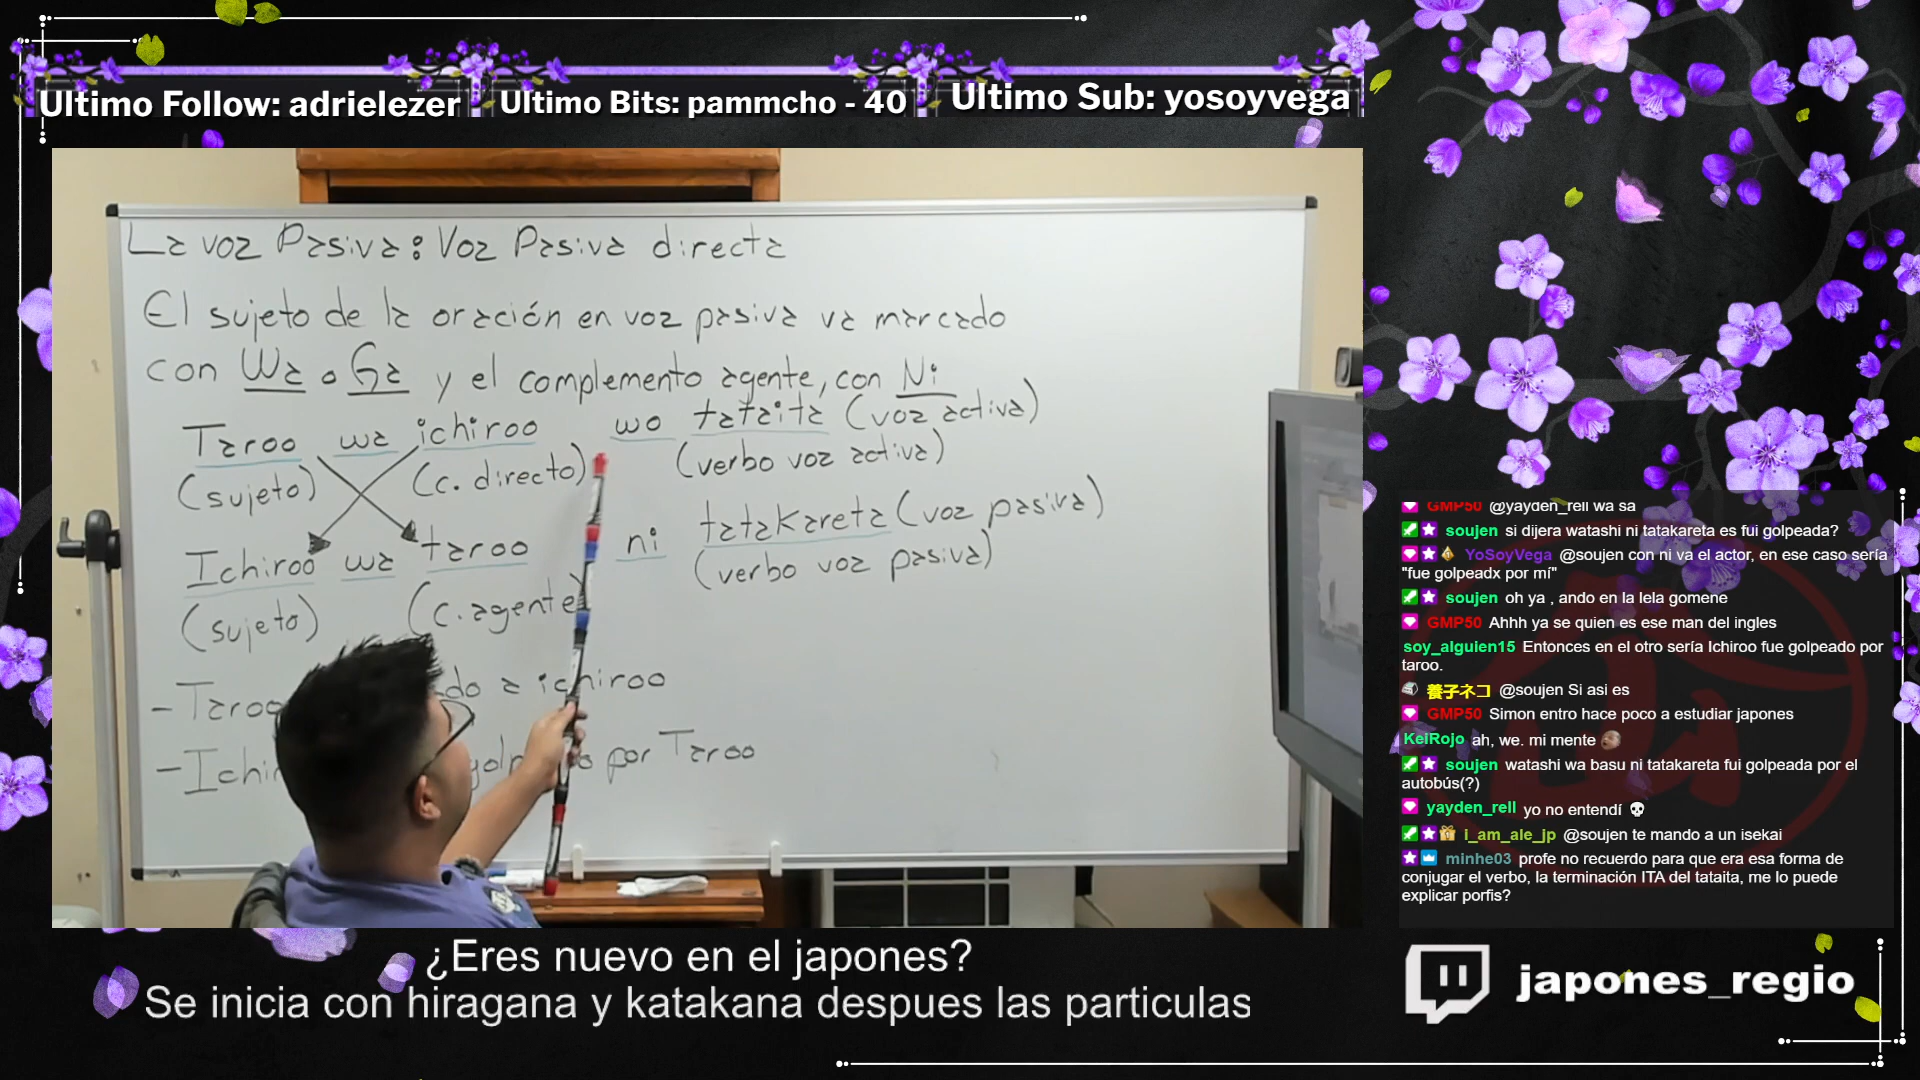 Ultimo Follow: adrielezer
Ultimo Bits: pammcho - 40
Ultimo Sub: yosoyvega
La voz Pasiva: Voz Pasiva directa
El sujeto de la oración en voz pasiva va marcado
con Wa o Ga y el complemento agente, con Ni
Taroo wa ichiroo wo tataita (voz activa)
(sujeto) (c. directo) (verbo voz activa)
Ichiroo wa taroo ni tatakareta (voz pasiva)
(sujeto) (c. agente) (verbo voz pasiva)
- Taroo a ichiroo
- por Taroo
GMP50 @yayden_rell wa sa
soujen si dijera watashi ni tatakareta es fui golpeada?
YoSoyVega @soujen con ni va el actor, en ese caso sería
"fue golpeadx por mí"
soujen oh ya , ando en la lela gomene
GMP50 Ahhh ya se quien es ese man del ingles
soy_alguien15 Entonces en el otro sería Ichiroo fue golpeado por
taroo.
養子ネコ @soujen Si asi es
GMP50 Simon entro hace poco a estudiar japones
KeiRojo ah, we. mi mente
soujen watashi wa basu ni tatakareta fui golpeada por el
autobús(?)
yayden_rell yo no entendí
i_am_ale_jp @soujen te mando a un isekai
minhe03 profe no recuerdo para que era esa forma de
conjugar el verbo, la terminación ITA del tataita, me lo puede
explicar porfis?
¿Eres nuevo en el japones?
Se inicia con hiragana y katakana despues las particulas
japones_regio